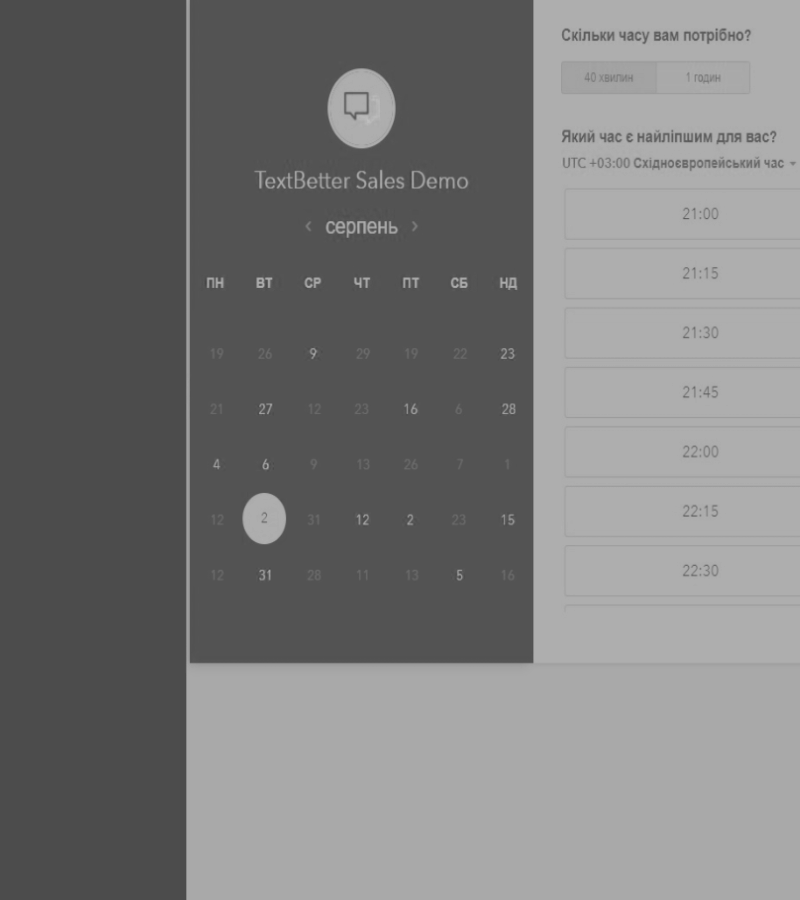 TextBetter Sales Demo
‹ серпень ›
ПН ВТ СР ЧТ ПТ СБ НД
19 26 9 29 19 22 23
21 27 12 23 16 6 28
4 6 9 13 26 7 1
12 2 31 12 2 23 15
12 31 28 11 13 5 16
Скільки часу вам потрібно?
40 хвилин 1 годин
Який час є найліпшим для вас?
UTC +03:00 Східноєвропейський час
21:00
21:15
21:30
21:45
22:00
22:15
22:30